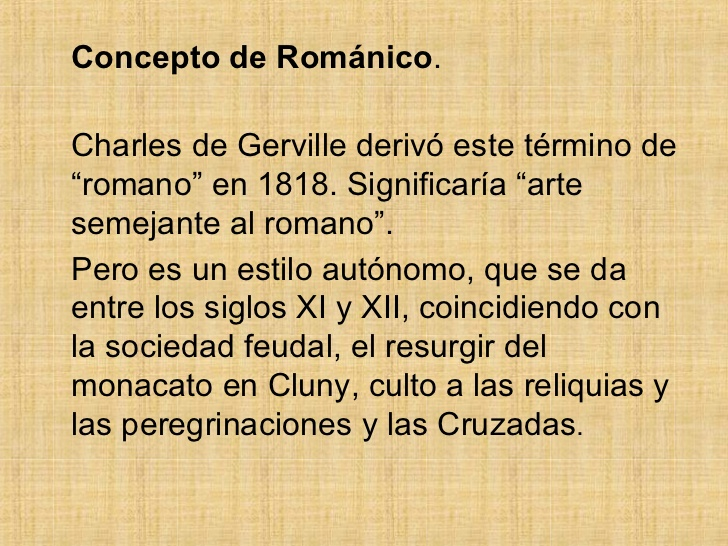 Concepto de Románico.
Charles de Gerville derivó este término de
“romano” en 1818. Significaría “arte
semejante al romano”.
Pero es un estilo autónomo, que se da
entre los siglos XI y XII, coincidiendo con
la sociedad feudal, el resurgir del
monacato en Cluny, culto a las reliquias y
las peregrinaciones y las Cruzadas.